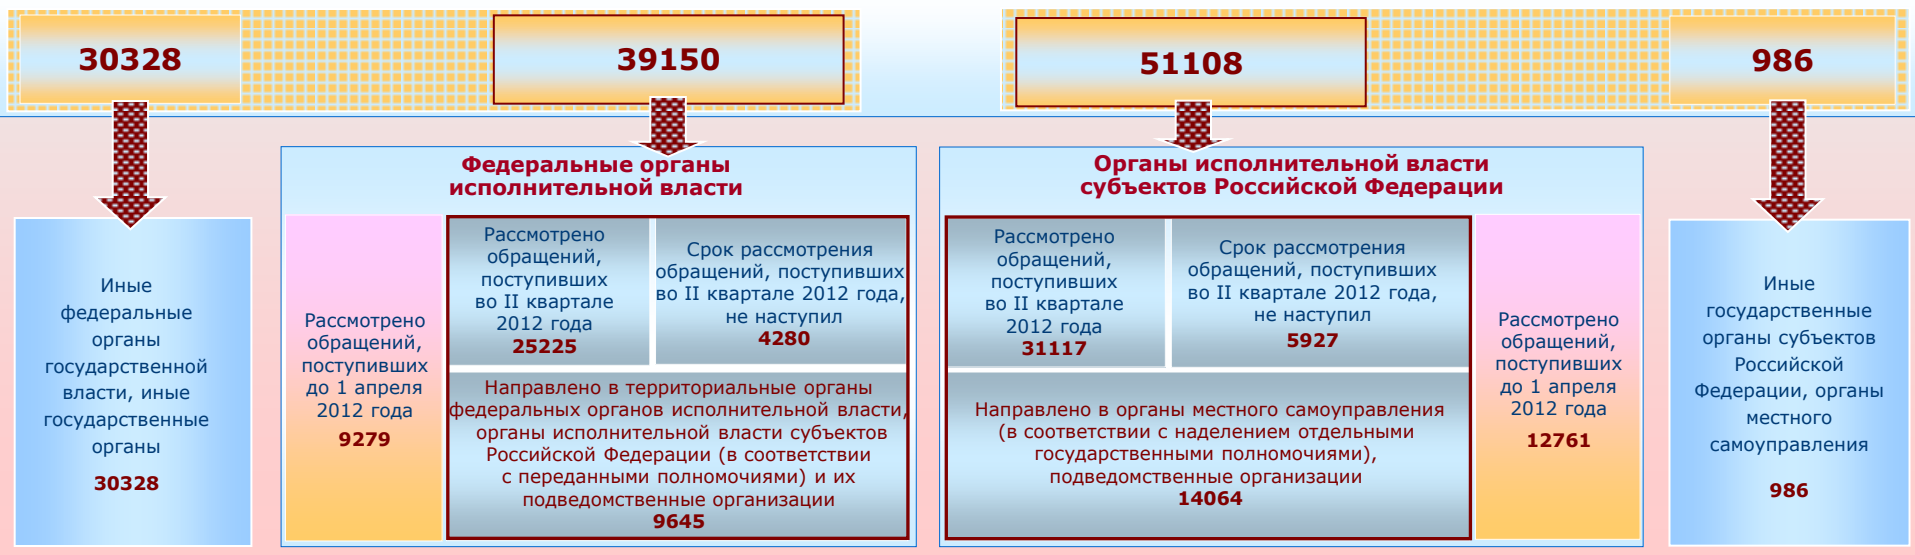 30328
39150
51108
986
Иные
федеральные
органы
государственной
власти, иные
государственные
органы
30328
Федеральные органы
исполнительной власти
Рассмотрено
обращений,
поступивших
до 1 апреля
2012 года
9279
Рассмотрено
обращений,
поступивших
во II квартале
2012 года
25225
Срок рассмотрения
обращений, поступивших
во II квартале 2012 года,
не наступил
4280
Направлено в территориальные органы
федеральных органов исполнительной власти,
органы исполнительной власти субъектов
Российской Федерации (в соответствии
с переданными полномочиями) и их
подведомственные организации
9645
Органы исполнительной власти
субъектов Российской Федерации
Рассмотрено
обращений,
поступивших
во II квартале
2012 года
31117
Срок рассмотрения
обращений, поступивших
во II квартале 2012 года,
не наступил
5927
Направлено в органы местного самоуправления
(в соответствии с наделением отдельными
государственными полномочиями),
подведомственные организации
14064
Рассмотрено
обращений,
поступивших
до 1 апреля
2012 года
12761
Иные
государственные
органы субъектов
Российской
Федерации, органы
местного
самоуправления
986